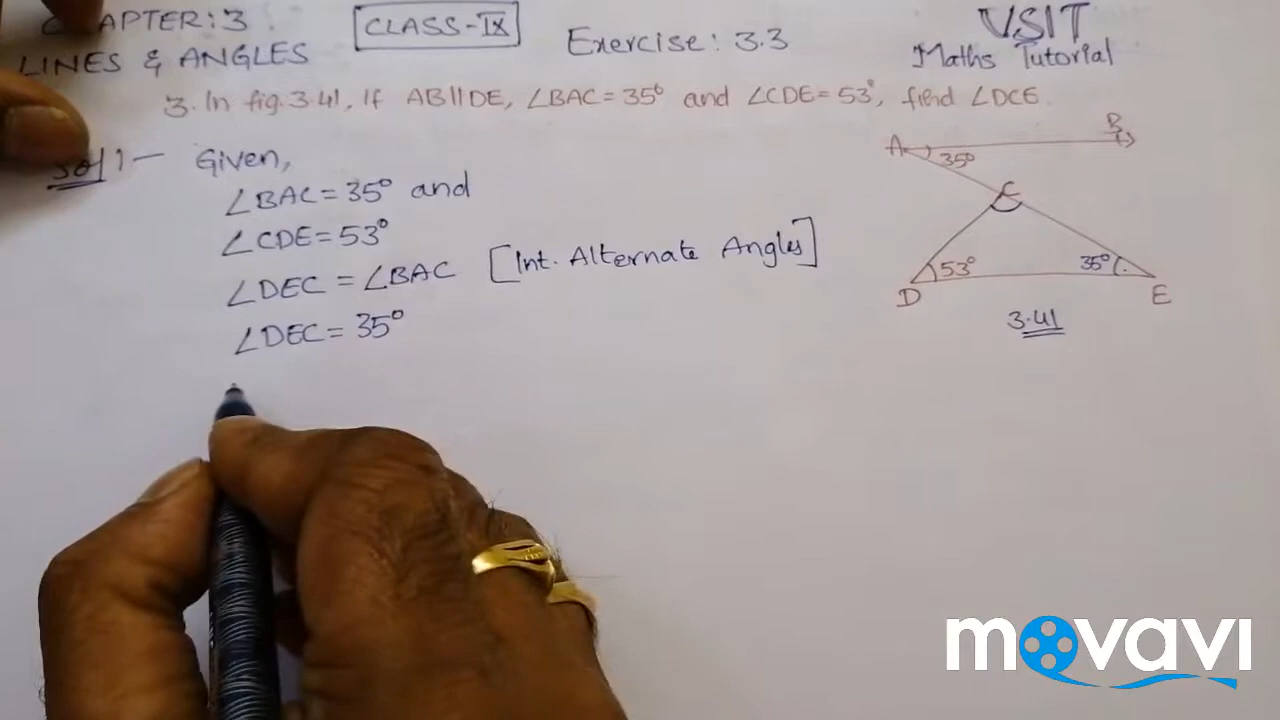 CHAPTER: 3
CLASS-IX
VSIT
LINES & ANGLES
Exercise: 3.3
Maths Tutorial
3. In fig. 3.41, If AB||DE, ∠BAC = 35° and ∠CDE = 53°, find ∠DCE.
Sol :- Given,
∠BAC = 35° and
∠CDE = 53°
∠DEC = ∠BAC [Int. Alternate Angles]
∠DEC = 35°
A
B
35°
C
53°
35°
D
E
3.41
movavi